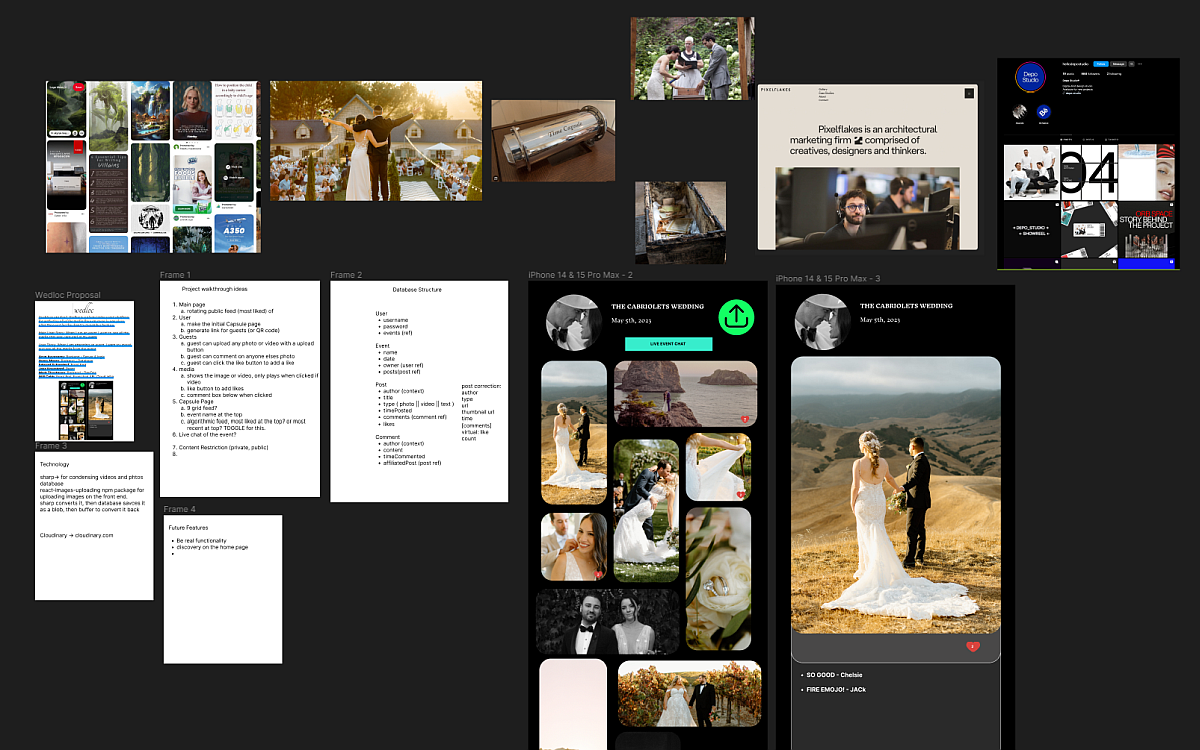 Time Capsule
PIXELFLAKES
Pixelflakes is an architectural
marketing firm comprised of
creatives, designers and thinkers.
Depo
Studio
04
+ DEPO_STUDIO +
+ SHOWREEL +
STORY BEHIND
THE PROJECT
A350
Wedloc Proposal
wedloc
Frame 1
Project wakthrough ideas
1. Main page
a. rotating public feed (most liked) of
2. User
a. make the initial Capsule page
b. generate link for guests (or QR code)
3. Guests
a. guest can upload any photo or video with a upload
button
b. guest can comment on anyone elses photo
c. guest can click the like button to add a like
4. media
a. shows the image or video, only plays when clicked if
video
b. like button to add likes
c. comment box below when clicked
5. Capsule Page
a. 9 grid feed?
b. event name at the top
c. algorithmic feed, most liked at the top? or most
recent at top? TOGGLE for this.
6. Live chat of the event?
7. Content Restriction (private, public)
8.
Frame 2
Database Structure
User
• username
• password
• events (ref)
Event
• name
• date
• owner (user ref)
• posts(post ref)
Post
• author (context)
• title
• type ( photo || video || text )
• timePosted
• comments (comment ref)
• likes
Comment
• author (context)
• content
• timeCommented
• affiliatedPost (post ref)
post correction:
author
type
url
thumbnail url
time
[comments]
virtual: like
count
Frame 3
Technology
sharp-> for condensing videos and phtos
database
react-images-uploading npm package for
uploading images on the front end.
sharp converts it, then database savces it
as a blob, then buffer to convert it back
Cloudinary -> cloudinary.com
Frame 4
Future Features
• Be real functionality
• discovery on the home page
•
iPhone 14 & 15 Pro Max - 2
THE CABRIOLETS WEDDING
May 5th, 2023
LIVE EVENT CHAT
iPhone 14 & 15 Pro Max - 3
THE CABRIOLETS WEDDING
May 5th, 2023
• SO GOOD - Chelsie
• FIRE EMOJO! - JACk